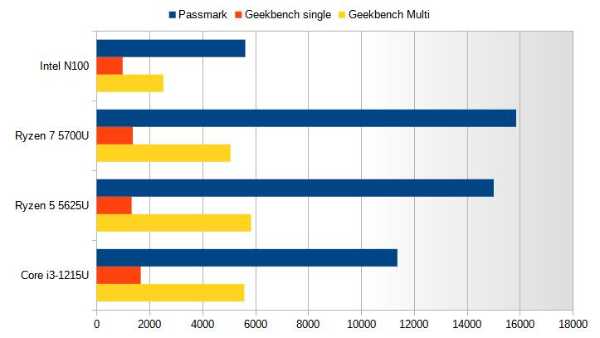 Passmark Geekbench single Geekbench Multi
Intel N100
Ryzen 7 5700U
Ryzen 5 5625U
Core i3-1215U
0 2000 4000 6000 8000 10000 12000 14000 16000 18000